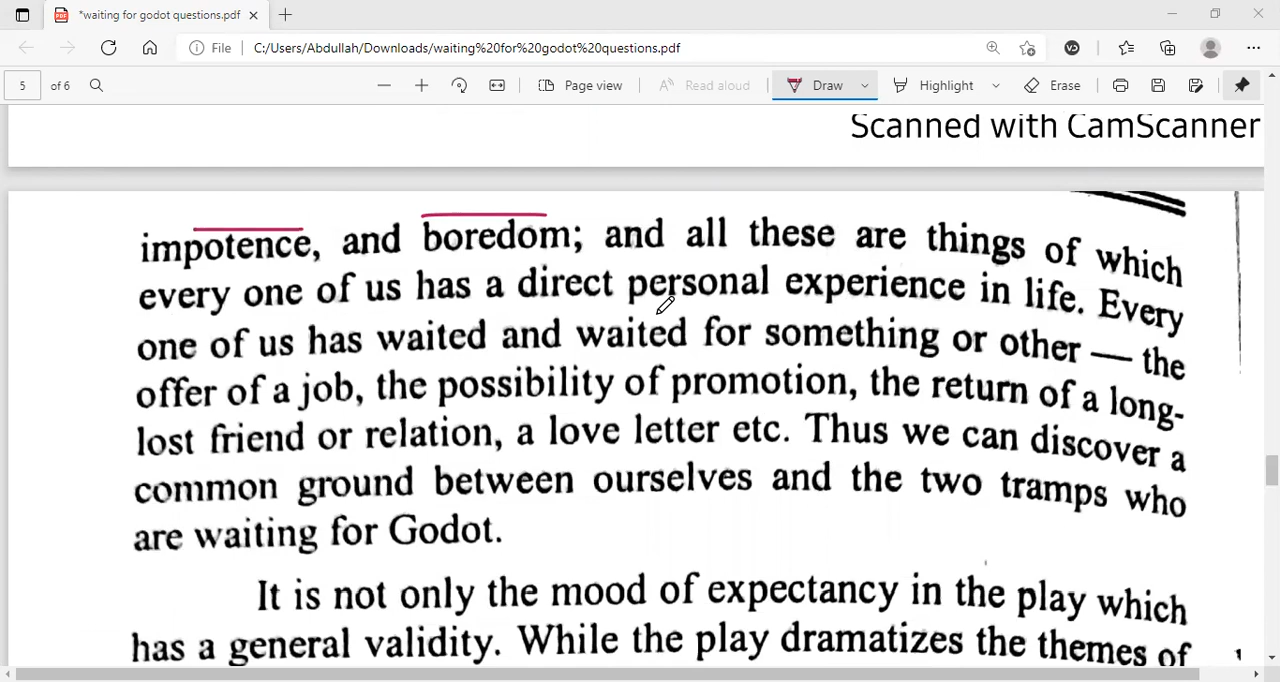 *waiting for godot questions.pdf
File C:/Users/Abdullah/Downloads/waiting%20for%20godot%20questions.pdf
5 of 6 Page view Read aloud Draw Highlight Erase
Scanned with CamScanner
impotence, and boredom; and all these are things of which
every one of us has a direct personal experience in life. Every
one of us has waited and waited for something or other — the
offer of a job, the possibility of promotion, the return of a long-
lost friend or relation, a love letter etc. Thus we can discover a
common ground between ourselves and the two tramps who
are waiting for Godot.
It is not only the mood of expectancy in the play which
has a general validity. While the play dramatizes the themes of